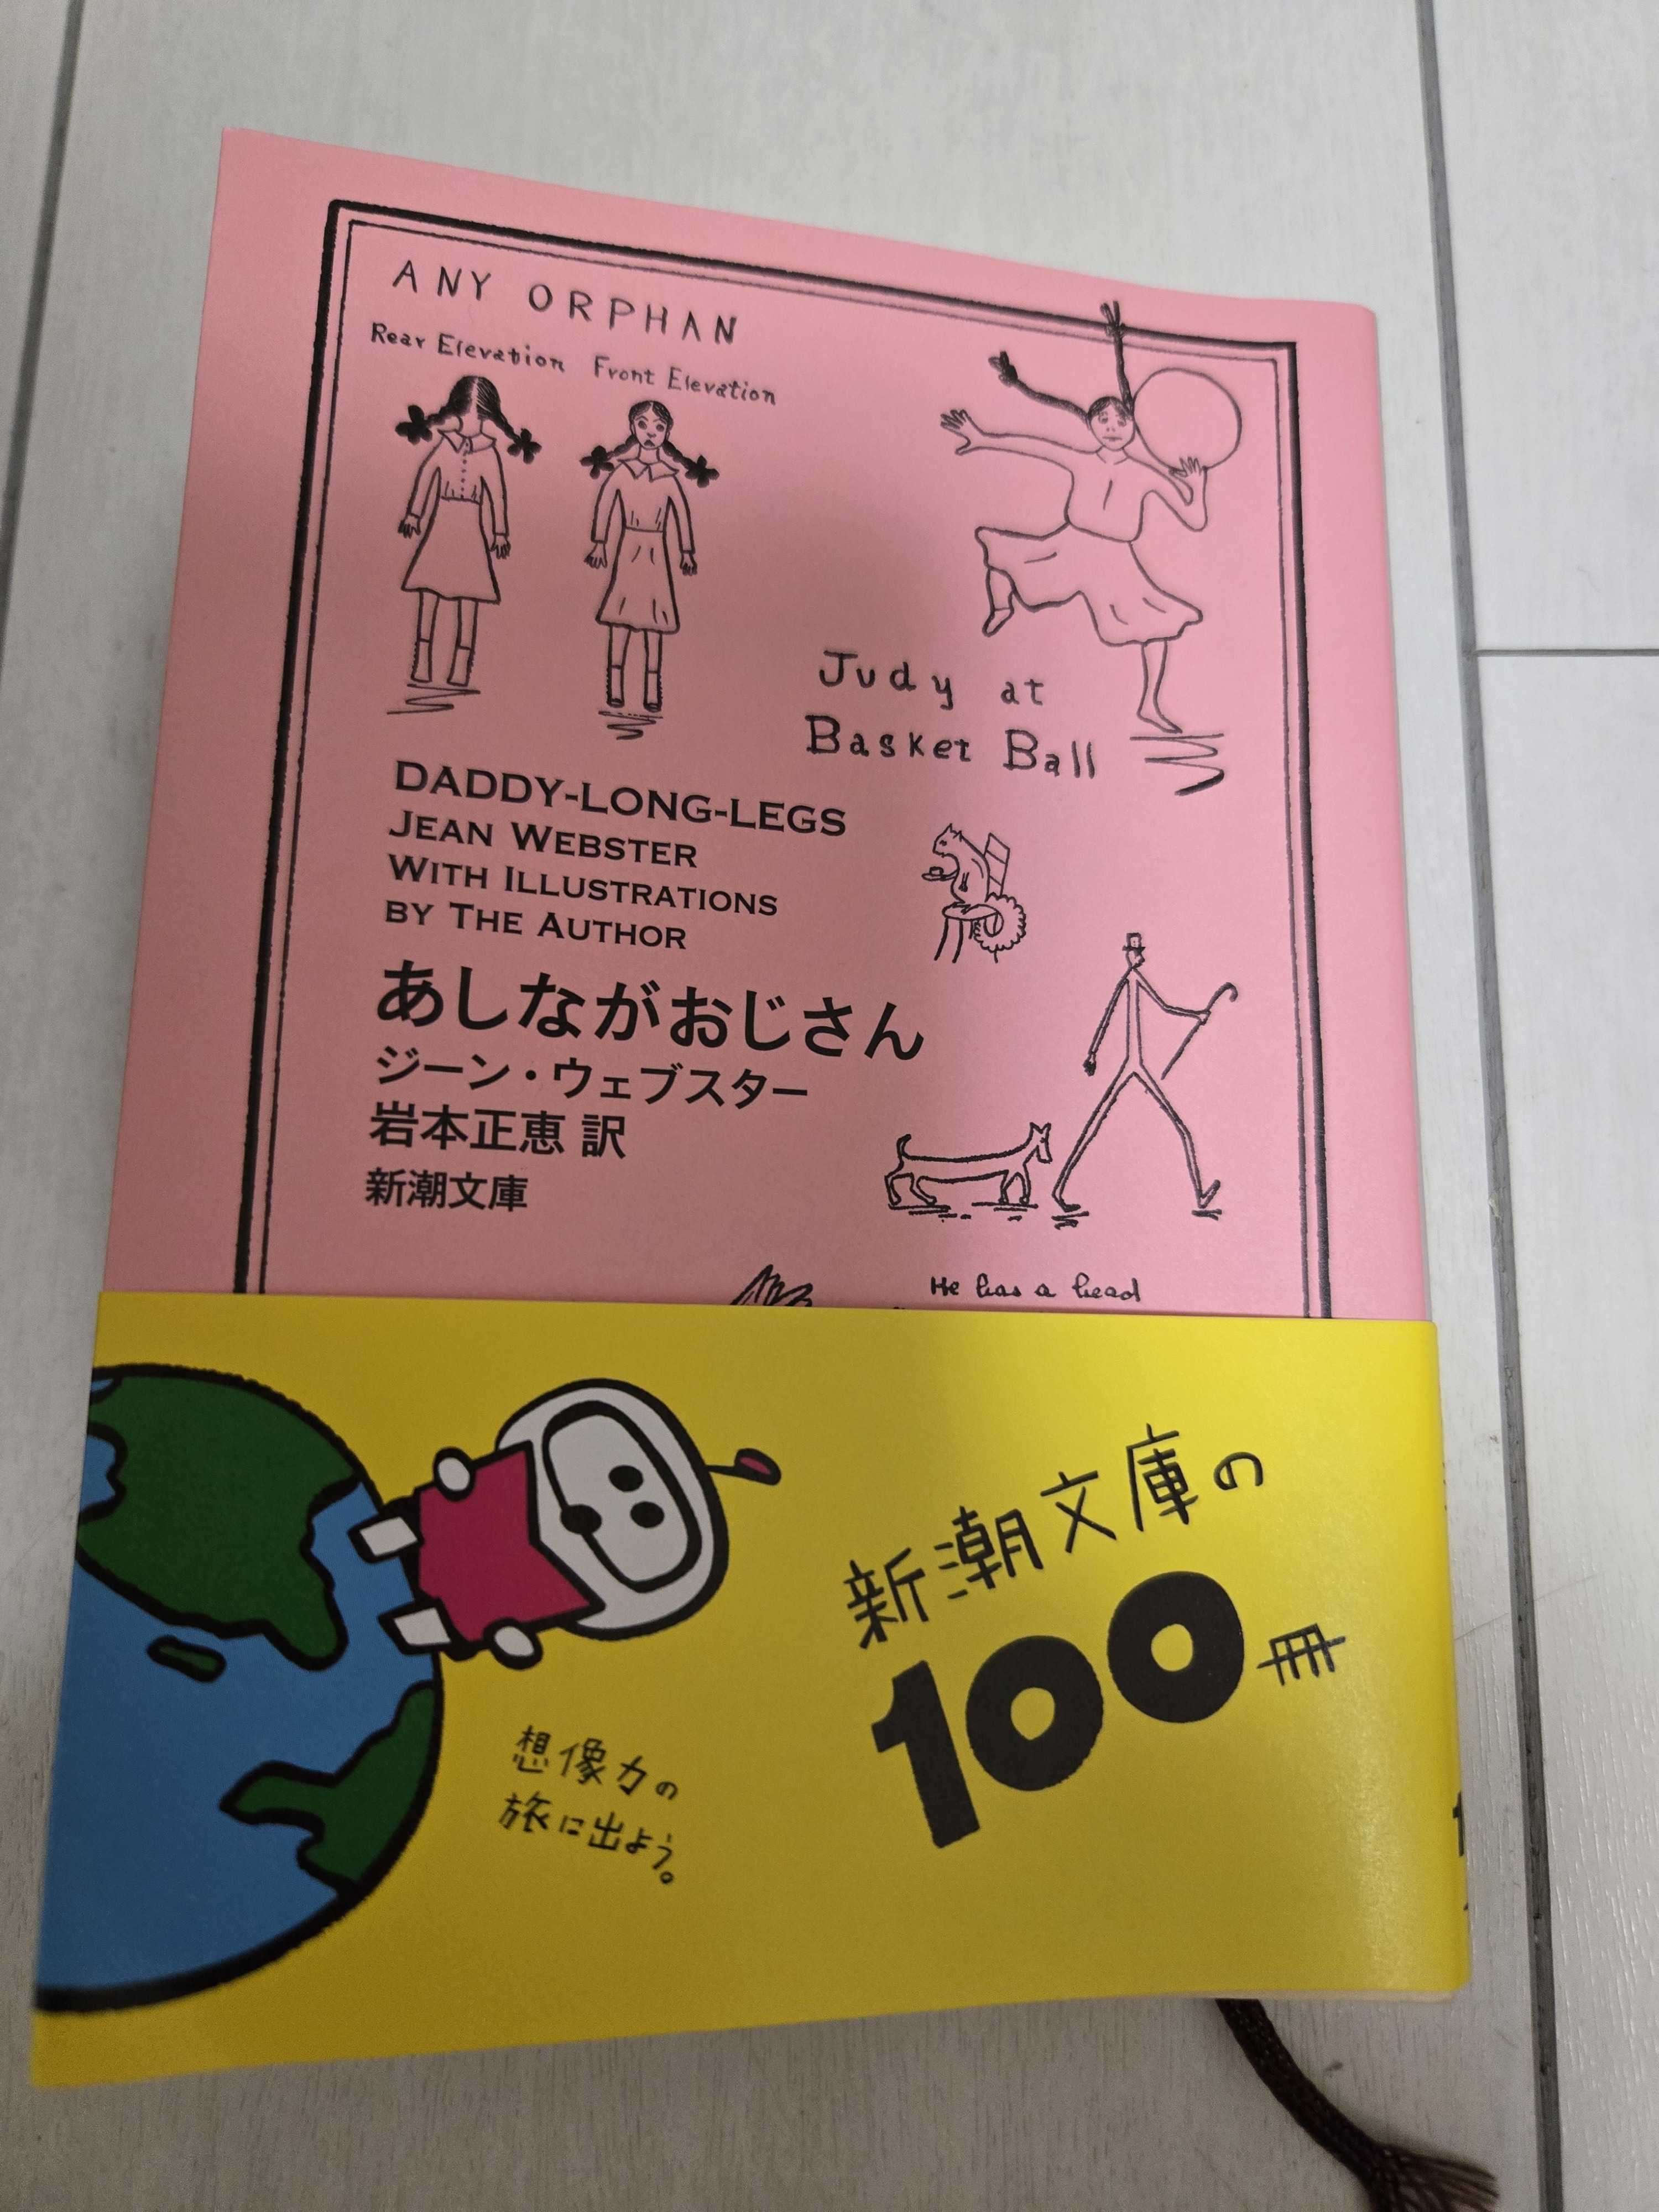 ANY ORPHAN
Rear Elevation Front Elevation
Judy at
Basket Ball
DADDY-LONG-LEGS
JEAN WEBSTER
WITH ILLUSTRATIONS
BY THE AUTHOR
あしながおじさん
ジーン・ウェブスター
岩本正恵 訳
新潮文庫
He has a head
新潮文庫の
100冊
想像力の
旅に出よう。